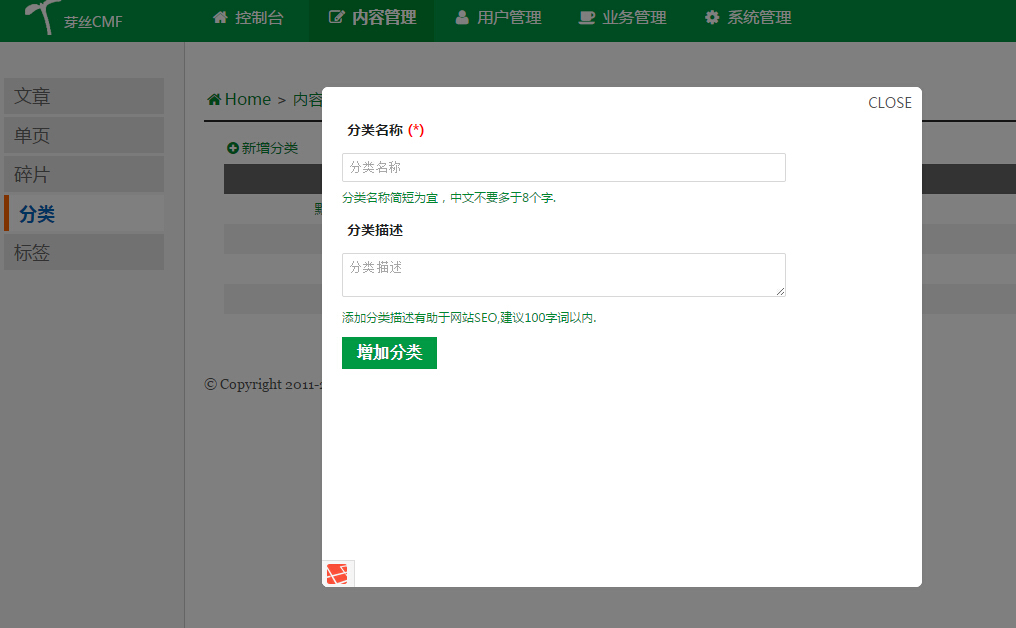 芽丝CMF
控制台
内容管理
用户管理
业务管理
系统管理
文章
单页
碎片
分类
标签
Home > 内容
新增分类
CLOSE
分类名称 (*)
分类名称
分类名称简短为宜，中文不要多于8个字.
分类描述
分类描述
添加分类描述有助于网站SEO,建议100字词以内.
增加分类
© Copyright 2011-